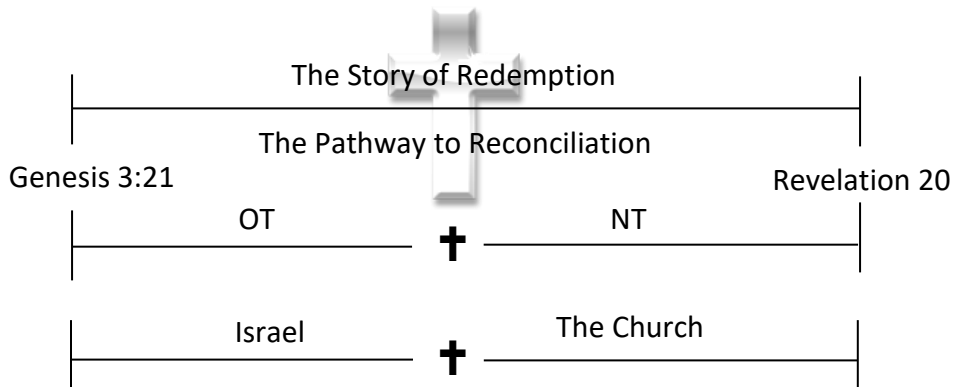 The Story of Redemption
The Pathway to Reconciliation
Genesis 3:21
Revelation 20
OT
NT
Israel
The Church